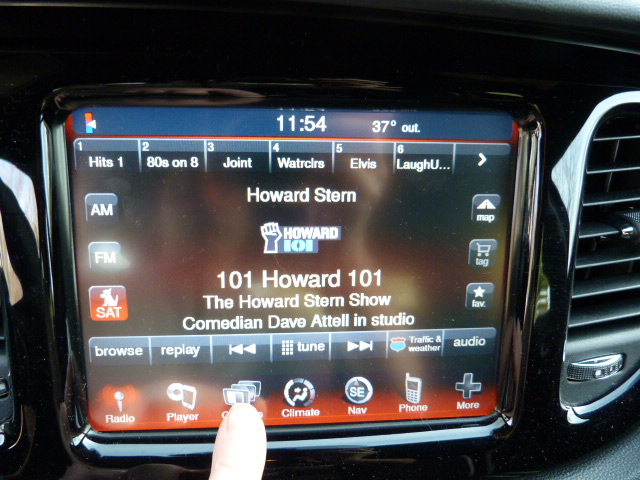 11:54 37° out.
1 Hits 1 2 80s on 8 3 Joint 4 Watrclrs 5 Elvis 6 LaughU...
Howard Stern
AM
map
HOWARD
101
FM
tag
101 Howard 101
SAT
The Howard Stern Show
fav.
Comedian Dave Attell in studio
browse replay tune Traffic & weather audio
Radio Player Climate SE Nav Phone More